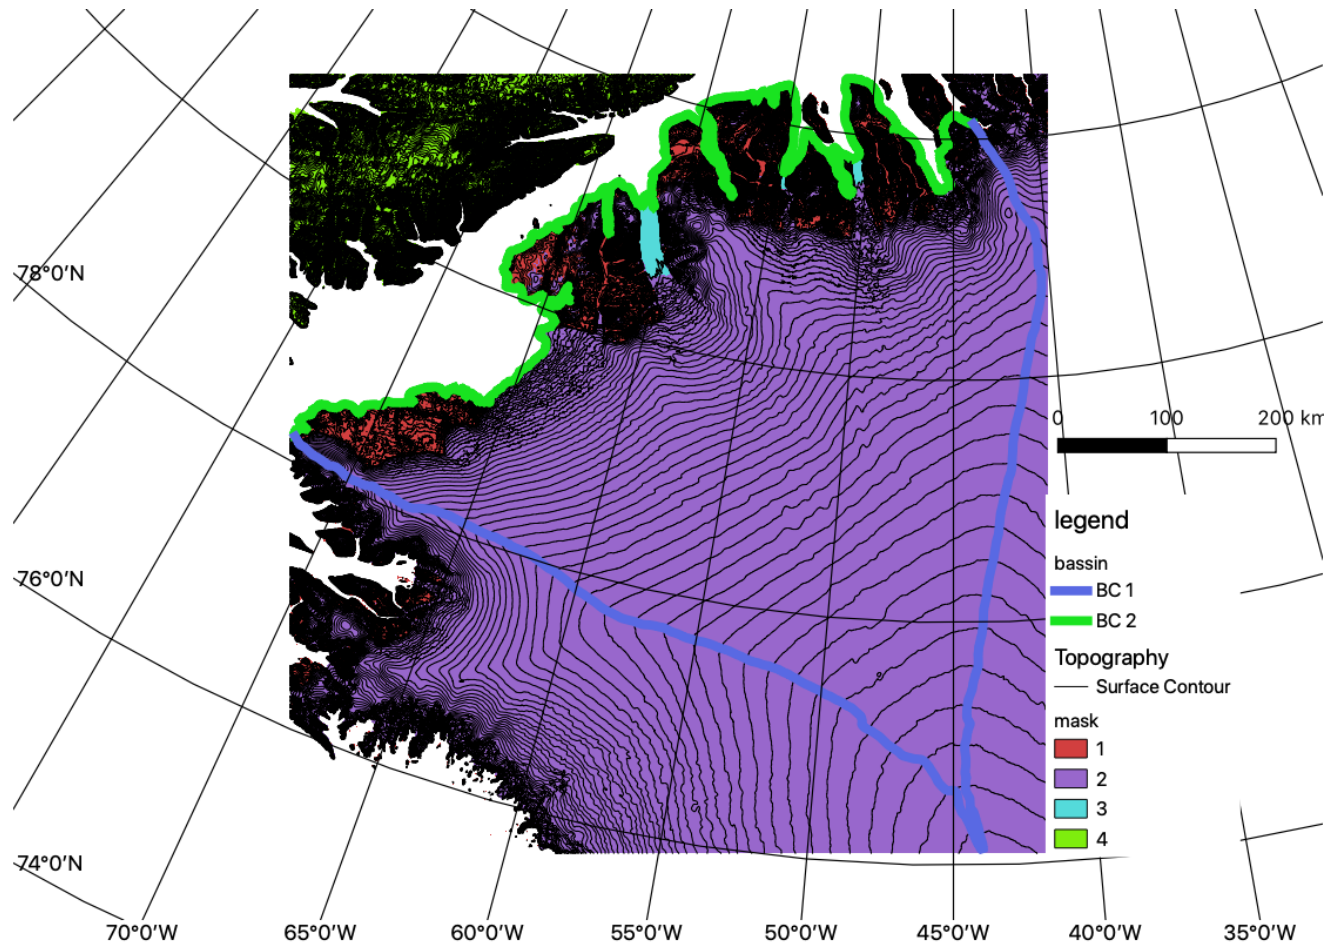 78°0′N
0 100 200 km
legend
bassin
BC 1
BC 2
76°0′N
Topography
Surface Contour
mask
1
2
3
4
74°0′N
70°0′W 65°0′W 60°0′W 55°0′W 50°0′W 45°0′W 40°0′W 35°0′W